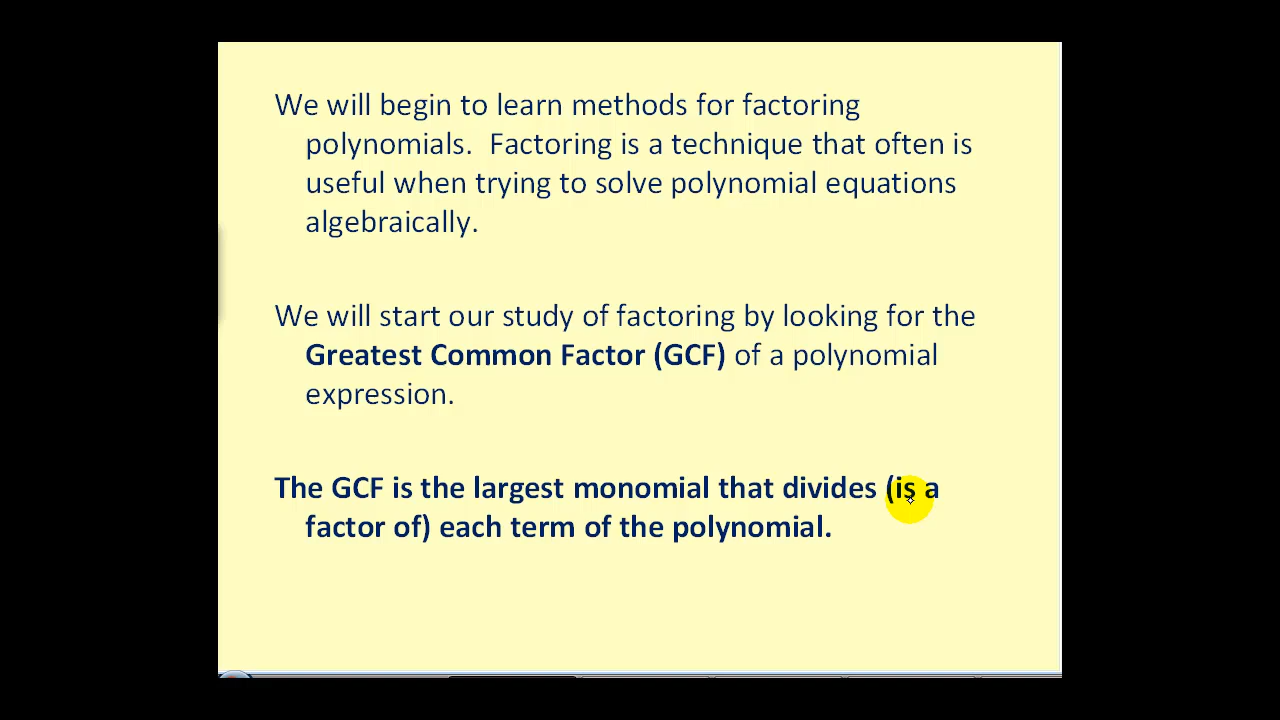 We will begin to learn methods for factoring
polynomials.  Factoring is a technique that often is
useful when trying to solve polynomial equations
algebraically.
We will start our study of factoring by looking for the
Greatest Common Factor (GCF) of a polynomial
expression.
The GCF is the largest monomial that divides (is a
factor of) each term of the polynomial.